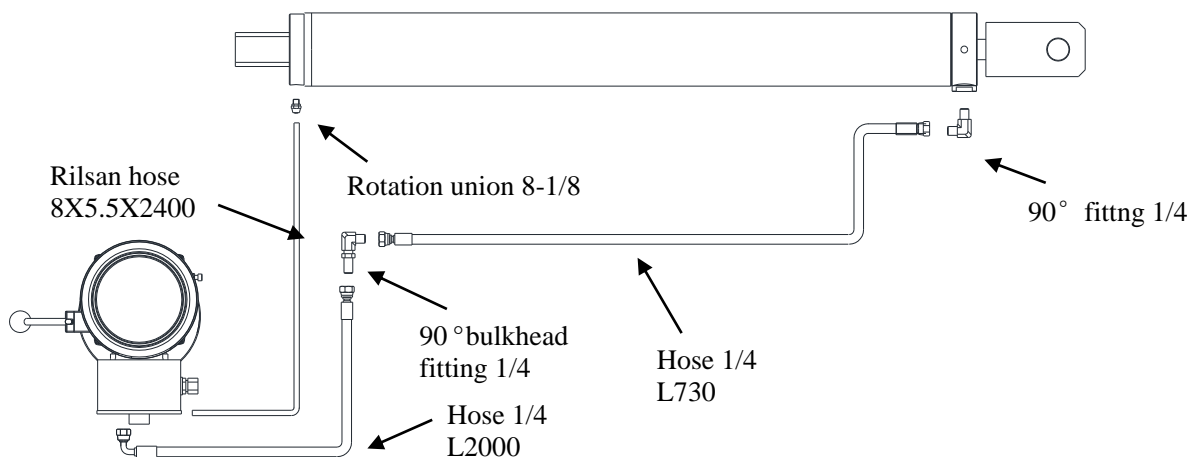 Rilsan hose
8X5.5X2400
Rotation union 8-1/8
90° fittng 1/4
90°bulkhead
fitting 1/4
Hose 1/4
L730
Hose 1/4
L2000